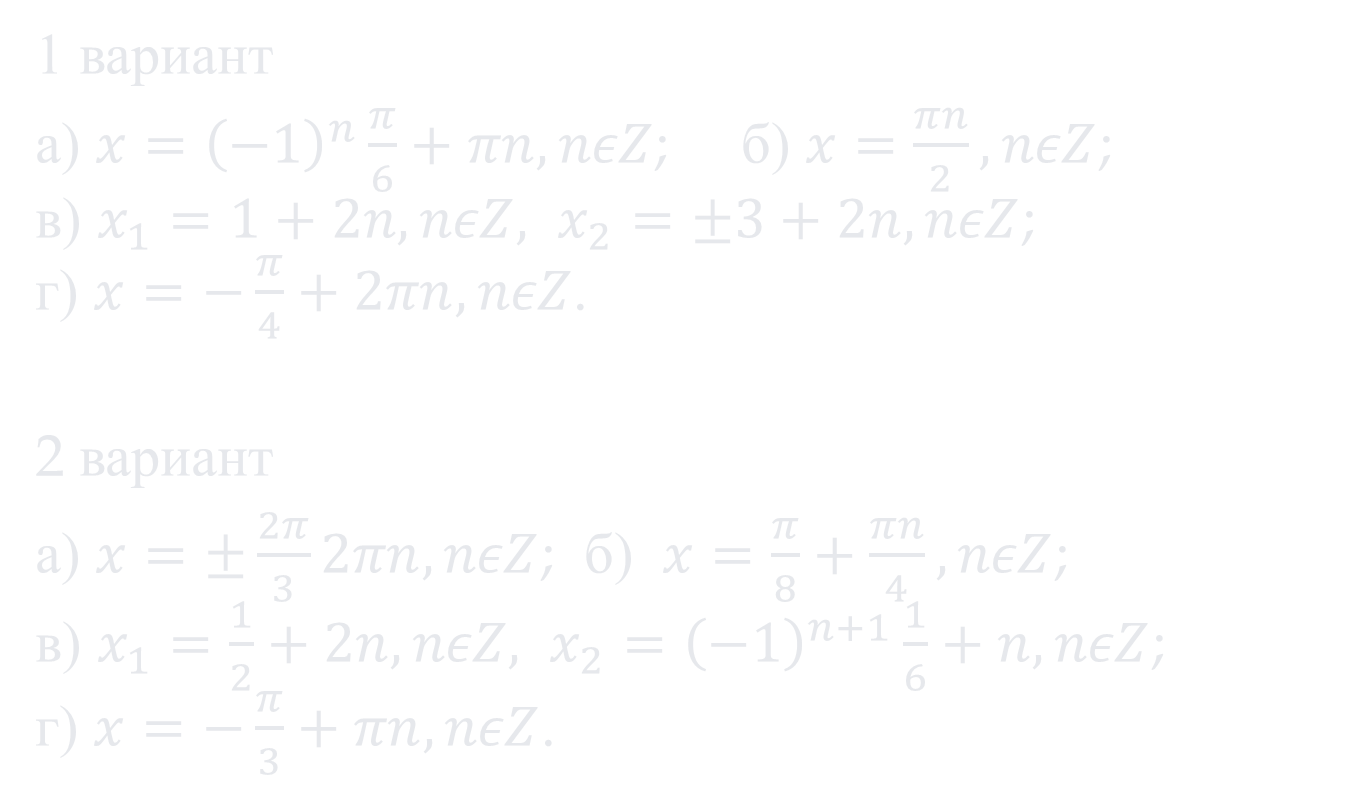 1 вариант
а) x = (−1)ⁿ π/6 + πn, nϵZ; б) x = πn/2, nϵZ;
в) x₁ = 1 + 2n, nϵZ, x₂ = ±3 + 2n, nϵZ;
г) x = −π/4 + 2πn, nϵZ.
2 вариант
а) x = ± 2π/3 2πn, nϵZ; б) x = π/8 + πn/4, nϵZ;
в) x₁ = 1/2 + 2n, nϵZ, x₂ = (−1)ⁿ⁺¹ 1/6 + n, nϵZ;
г) x = −π/3 + πn, nϵZ.